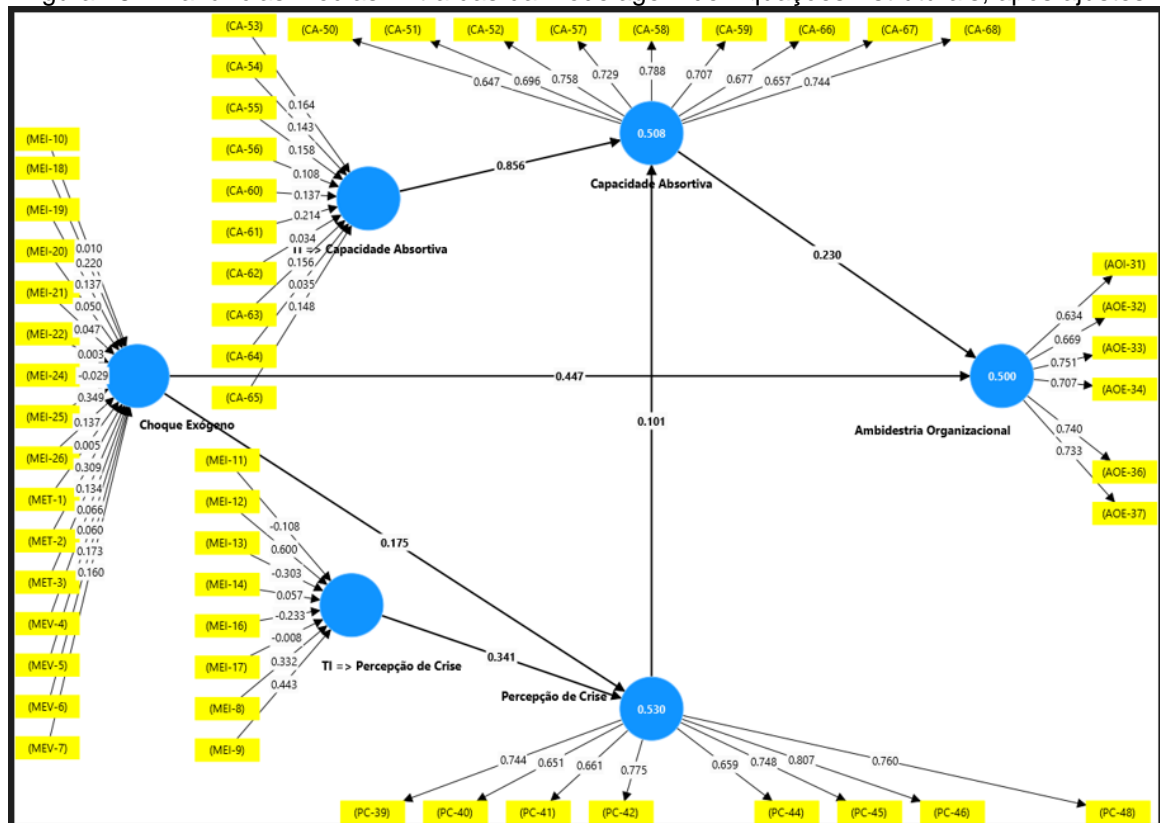 (CA-53)
(CA-50)
(CA-51)
(CA-52)
(CA-57)
(CA-58)
(CA-59)
(CA-66)
(CA-67)
(CA-68)
(CA-54)
(CA-55)
(CA-56)
(CA-60)
(CA-61)
(CA-62)
(CA-63)
(CA-64)
(CA-65)
0.647
0.696
0.758
0.729
0.788
0.707
0.677
0.657
0.744
0.164
0.143
0.158
0.108
0.137
0.214
0.034
0.156
0.035
0.148
0.508
Capacidade Absortiva
0.856
=> Capacidade Absortiva
0.230
(MEI-10)
(MEI-18)
(MEI-19)
(MEI-20)
(MEI-21)
(MEI-22)
(MEI-24)
(MEI-25)
(MEI-26)
(MET-1)
(MET-2)
(MET-3)
(MEV-4)
(MEV-5)
(MEV-6)
(MEV-7)
0.010
0.220
0.137
0.050
0.047
0.003
-0.029
0.349
0.137
0.005
0.309
0.134
0.066
0.060
0.173
0.160
Choque Exógeno
0.447
0.101
0.175
(AOI-31)
(AOE-32)
(AOE-33)
(AOE-34)
(AOE-36)
(AOE-37)
0.634
0.669
0.751
0.707
0.740
0.733
0.500
Ambidestria Organizacional
(MEI-11)
(MEI-12)
(MEI-13)
(MEI-14)
(MEI-16)
(MEI-17)
(MEI-8)
(MEI-9)
-0.108
0.600
-0.303
0.057
-0.233
-0.008
0.332
0.443
TI => Percepção de Crise
0.341
Percepção de Crise
0.530
0.744
0.651
0.661
0.775
0.659
0.748
0.807
0.760
(PC-39)
(PC-40)
(PC-41)
(PC-42)
(PC-44)
(PC-45)
(PC-46)
(PC-48)